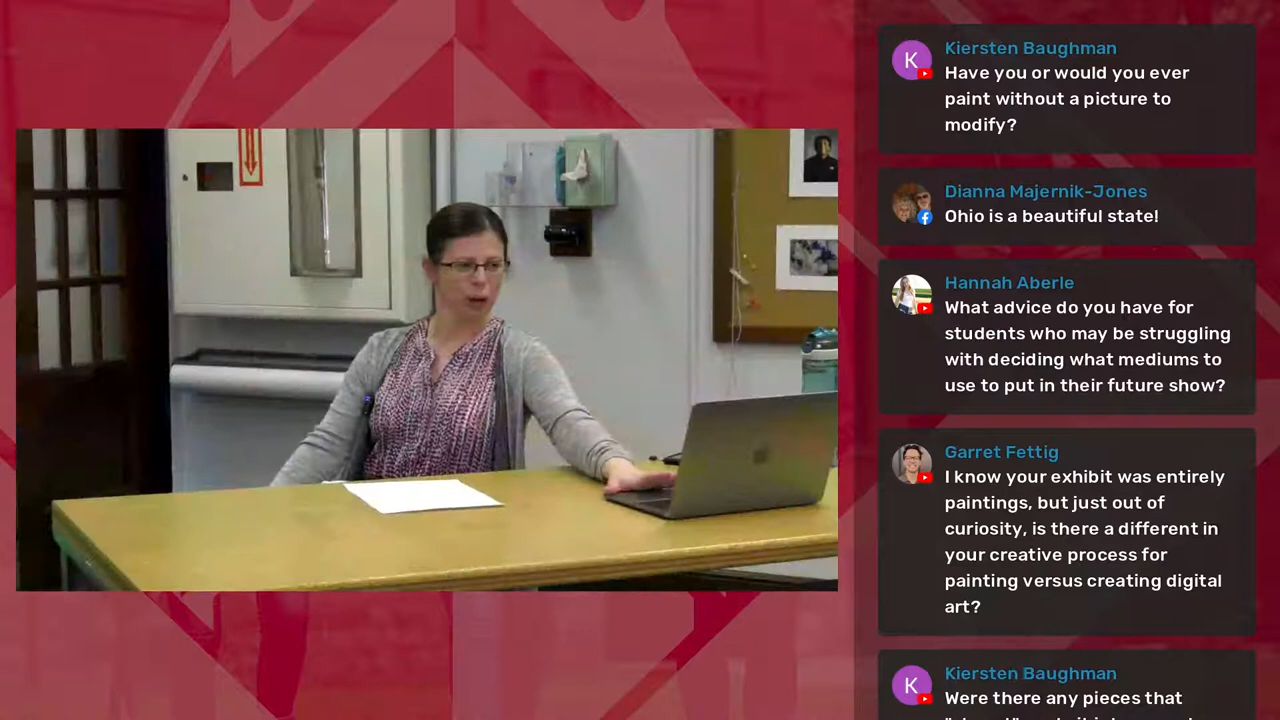 Kiersten Baughman
Have you or would you ever
paint without a picture to
modify?
Dianna Majernik-Jones
Ohio is a beautiful state!
Hannah Aberle
What advice do you have for
students who may be struggling
with deciding what mediums to
use to put in their future show?
Garret Fettig
I know your exhibit was entirely
paintings, but just out of
curiosity, is there a different in
your creative process for
painting versus creating digital
art?
Kiersten Baughman
Were there any pieces that
K
K